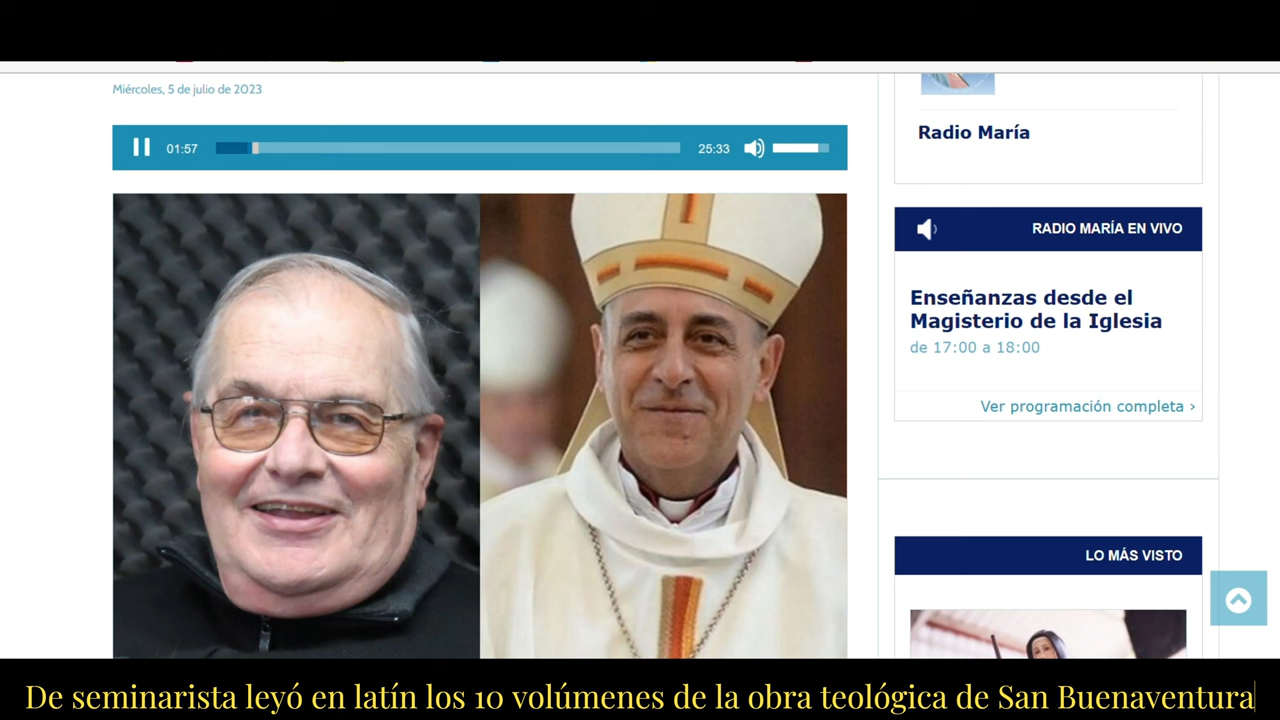 Miércoles, 5 de julio de 2023
01:57
25:33
Radio María
RADIO MARÍA EN VIVO
Enseñanzas desde el
Magisterio de la Iglesia
de 17:00 a 18:00
Ver programación completa ›
LO MÁS VISTO
De seminarista leyó en latín los 10 volúmenes de la obra teológica de San Buenaventura